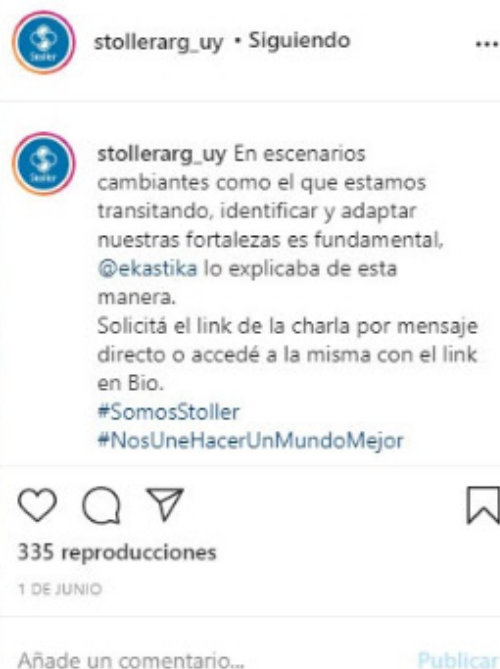 Stoller
stollerarg_uy • Siguiendo
...
Stoller
stollerarg_uy En escenarios
cambiantes como el que estamos
transitando, identificar y adaptar
nuestras fortalezas es fundamental,
@ekastika lo explicaba de esta
manera.
Solicitá el link de la charla por mensaje
directo o accedé a la misma con el link
en Bio.
#SomosStoller
#NosUneHacerUnMundoMejor
335 reproducciones
1 DE JUNIO
Añade un comentario...
Publicar